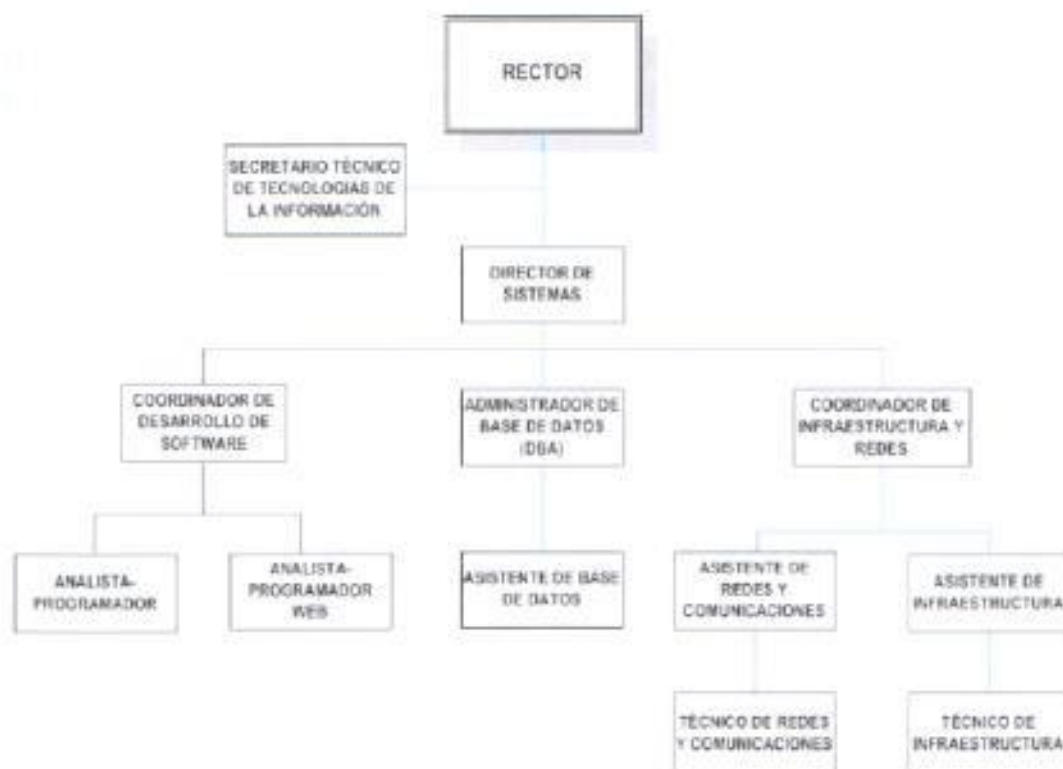 RECTOR
SECRETARIO TÉCNICO
DE TECNOLOGIAS DE
LA INFORMACIÓN
DIRECTOR DE
SISTEMAS
COORDINADOR DE
DESARROLLO DE
SOFTWARE
ADMINISTRADOR DE
BASE DE DATOS
(DBA)
COORDINADOR DE
INFRAESTRUCTURA Y
REDES
ANALISTA-
PROGRAMADOR
ANALISTA-
PROGRAMADOR
WEB
ASISTENTE DE BASE
DE DATOS
ASISTENTE DE
REDES Y
COMUNICACIONES
ASISTENTE DE
INFRAESTRUCTURA
TÉCNICO DE REDES
Y COMUNICACIONES
TÉCNICO DE
INFRAESTRUCTURA